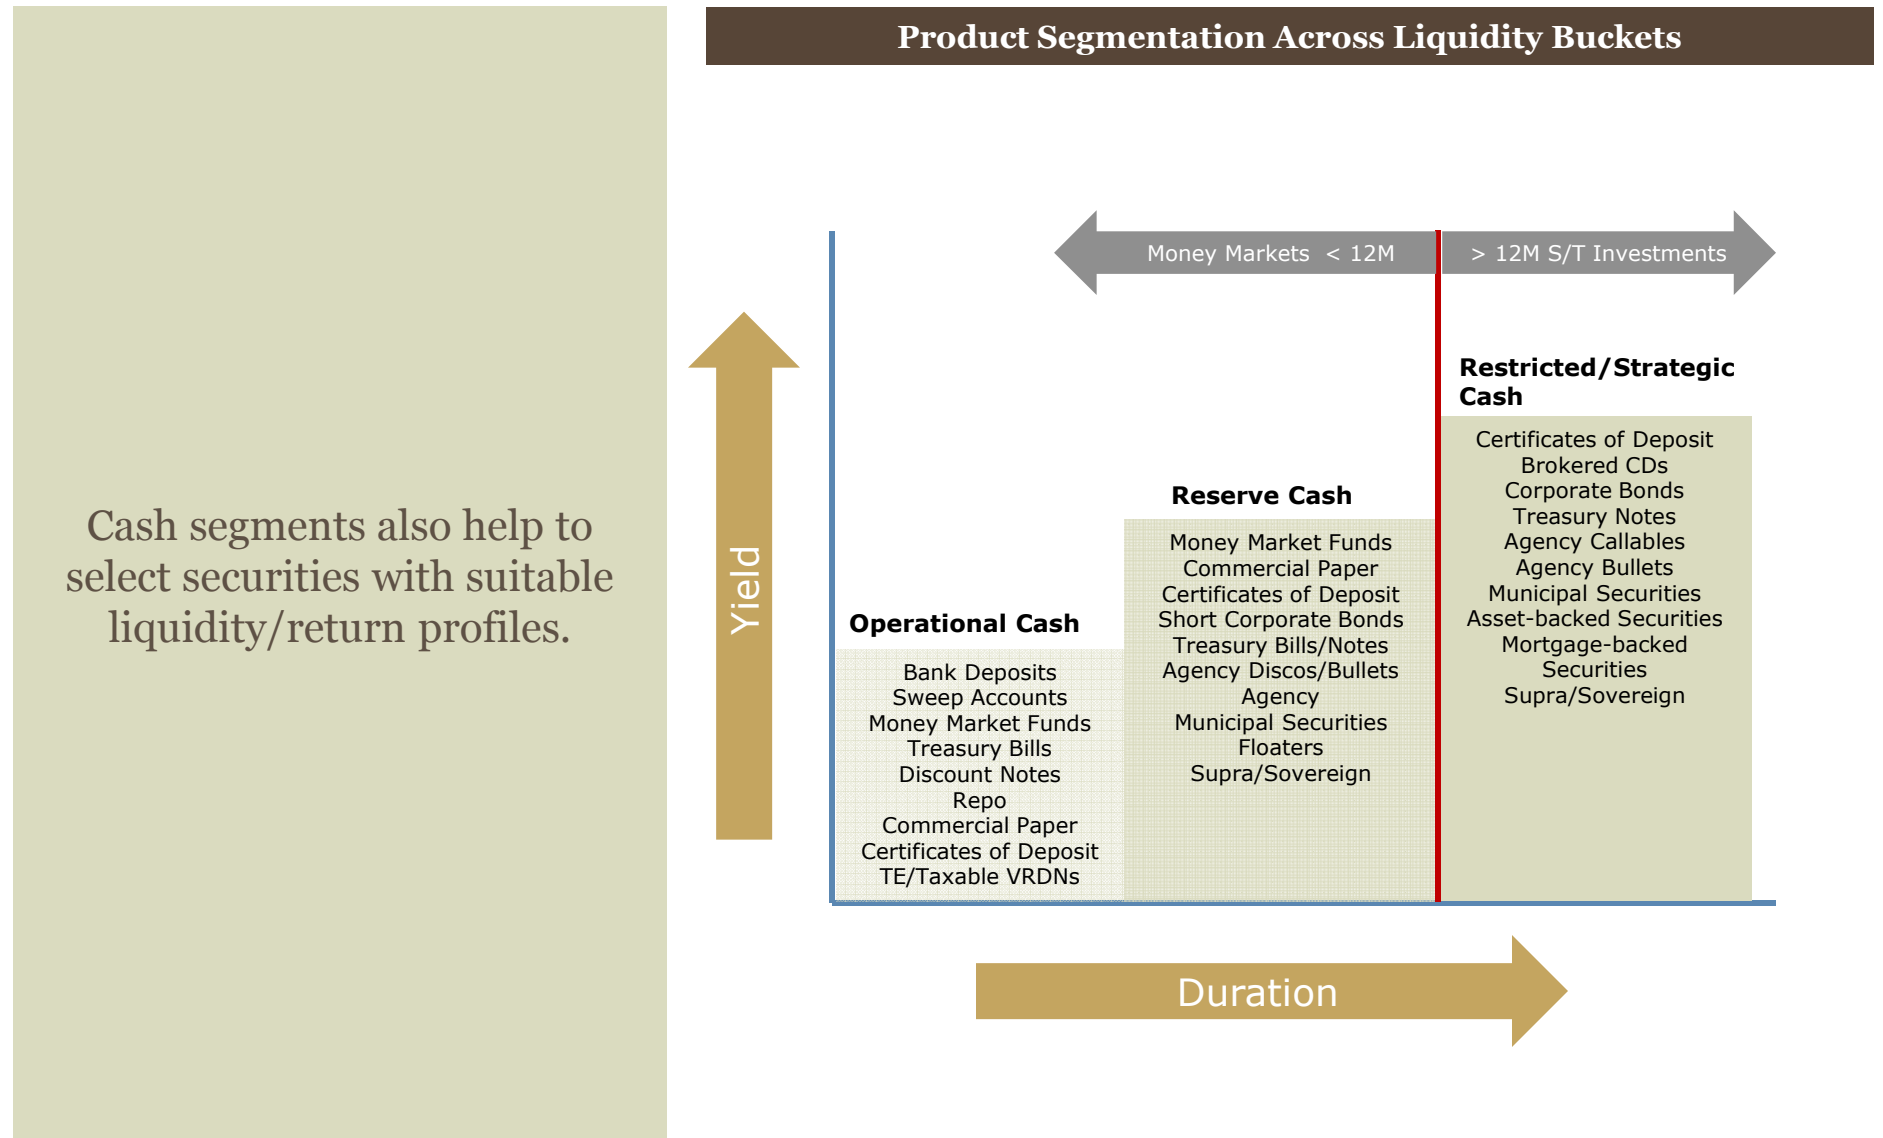 Product Segmentation Across Liquidity Buckets
Cash segments also help to
select securities with suitable
liquidity/return profiles.
Money Markets < 12M
> 12M S/T Investments
Yield
Operational Cash
Bank Deposits
Sweep Accounts
Money Market Funds
Treasury Bills
Discount Notes
Repo
Commercial Paper
Certificates of Deposit
TE/Taxable VRDNs
Reserve Cash
Money Market Funds
Commercial Paper
Certificates of Deposit
Short Corporate Bonds
Treasury Bills/Notes
Agency Discos/Bullets
Agency
Municipal Securities
Floaters
Supra/Sovereign
Restricted/Strategic
Cash
Certificates of Deposit
Brokered CDs
Corporate Bonds
Treasury Notes
Agency Callables
Agency Bullets
Municipal Securities
Asset-backed Securities
Mortgage-backed
Securities
Supra/Sovereign
Duration